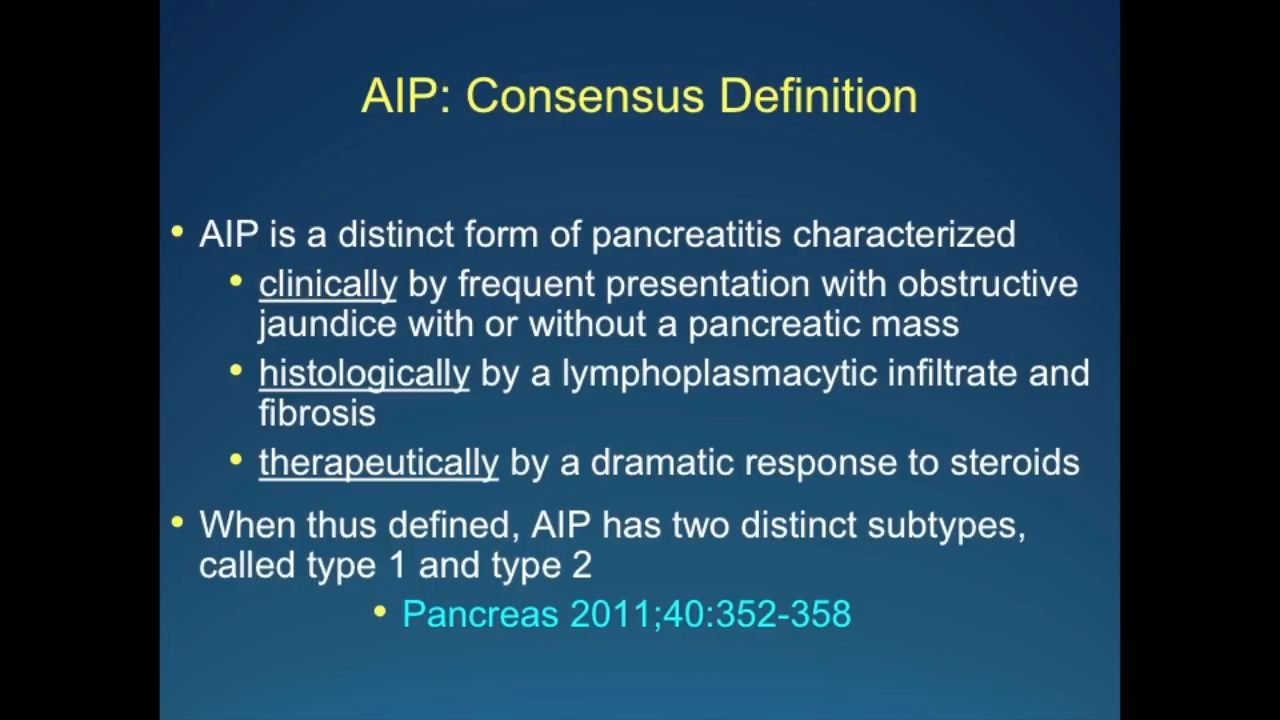 AIP: Consensus Definition
• AIP is a distinct form of pancreatitis characterized
• clinically by frequent presentation with obstructive
jaundice with or without a pancreatic mass
• histologically by a lymphoplasmacytic infiltrate and
fibrosis
• therapeutically by a dramatic response to steroids
• When thus defined, AIP has two distinct subtypes,
called type 1 and type 2
• Pancreas 2011;40:352-358